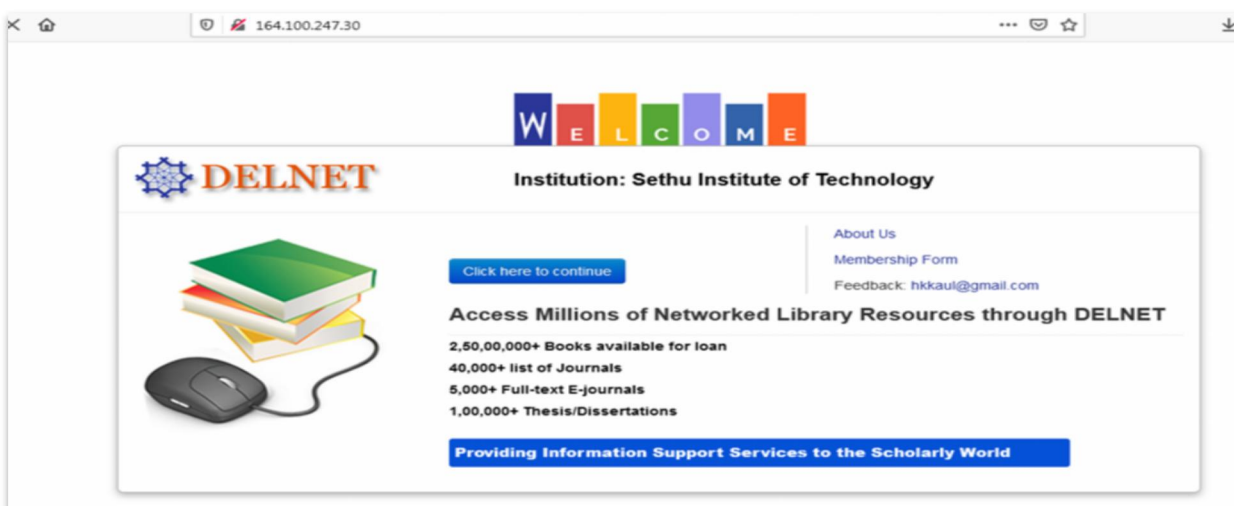 164.100.247.30
WELCOME
DELNET
Institution: Sethu Institute of Technology
About Us
Click here to continue
Membership Form
Feedback: hkkaul@gmail.com
Access Millions of Networked Library Resources through DELNET
2,50,00,000+ Books available for loan
40,000+ list of Journals
5,000+ Full-text E-journals
1,00,000+ Thesis/Dissertations
Providing Information Support Services to the Scholarly World